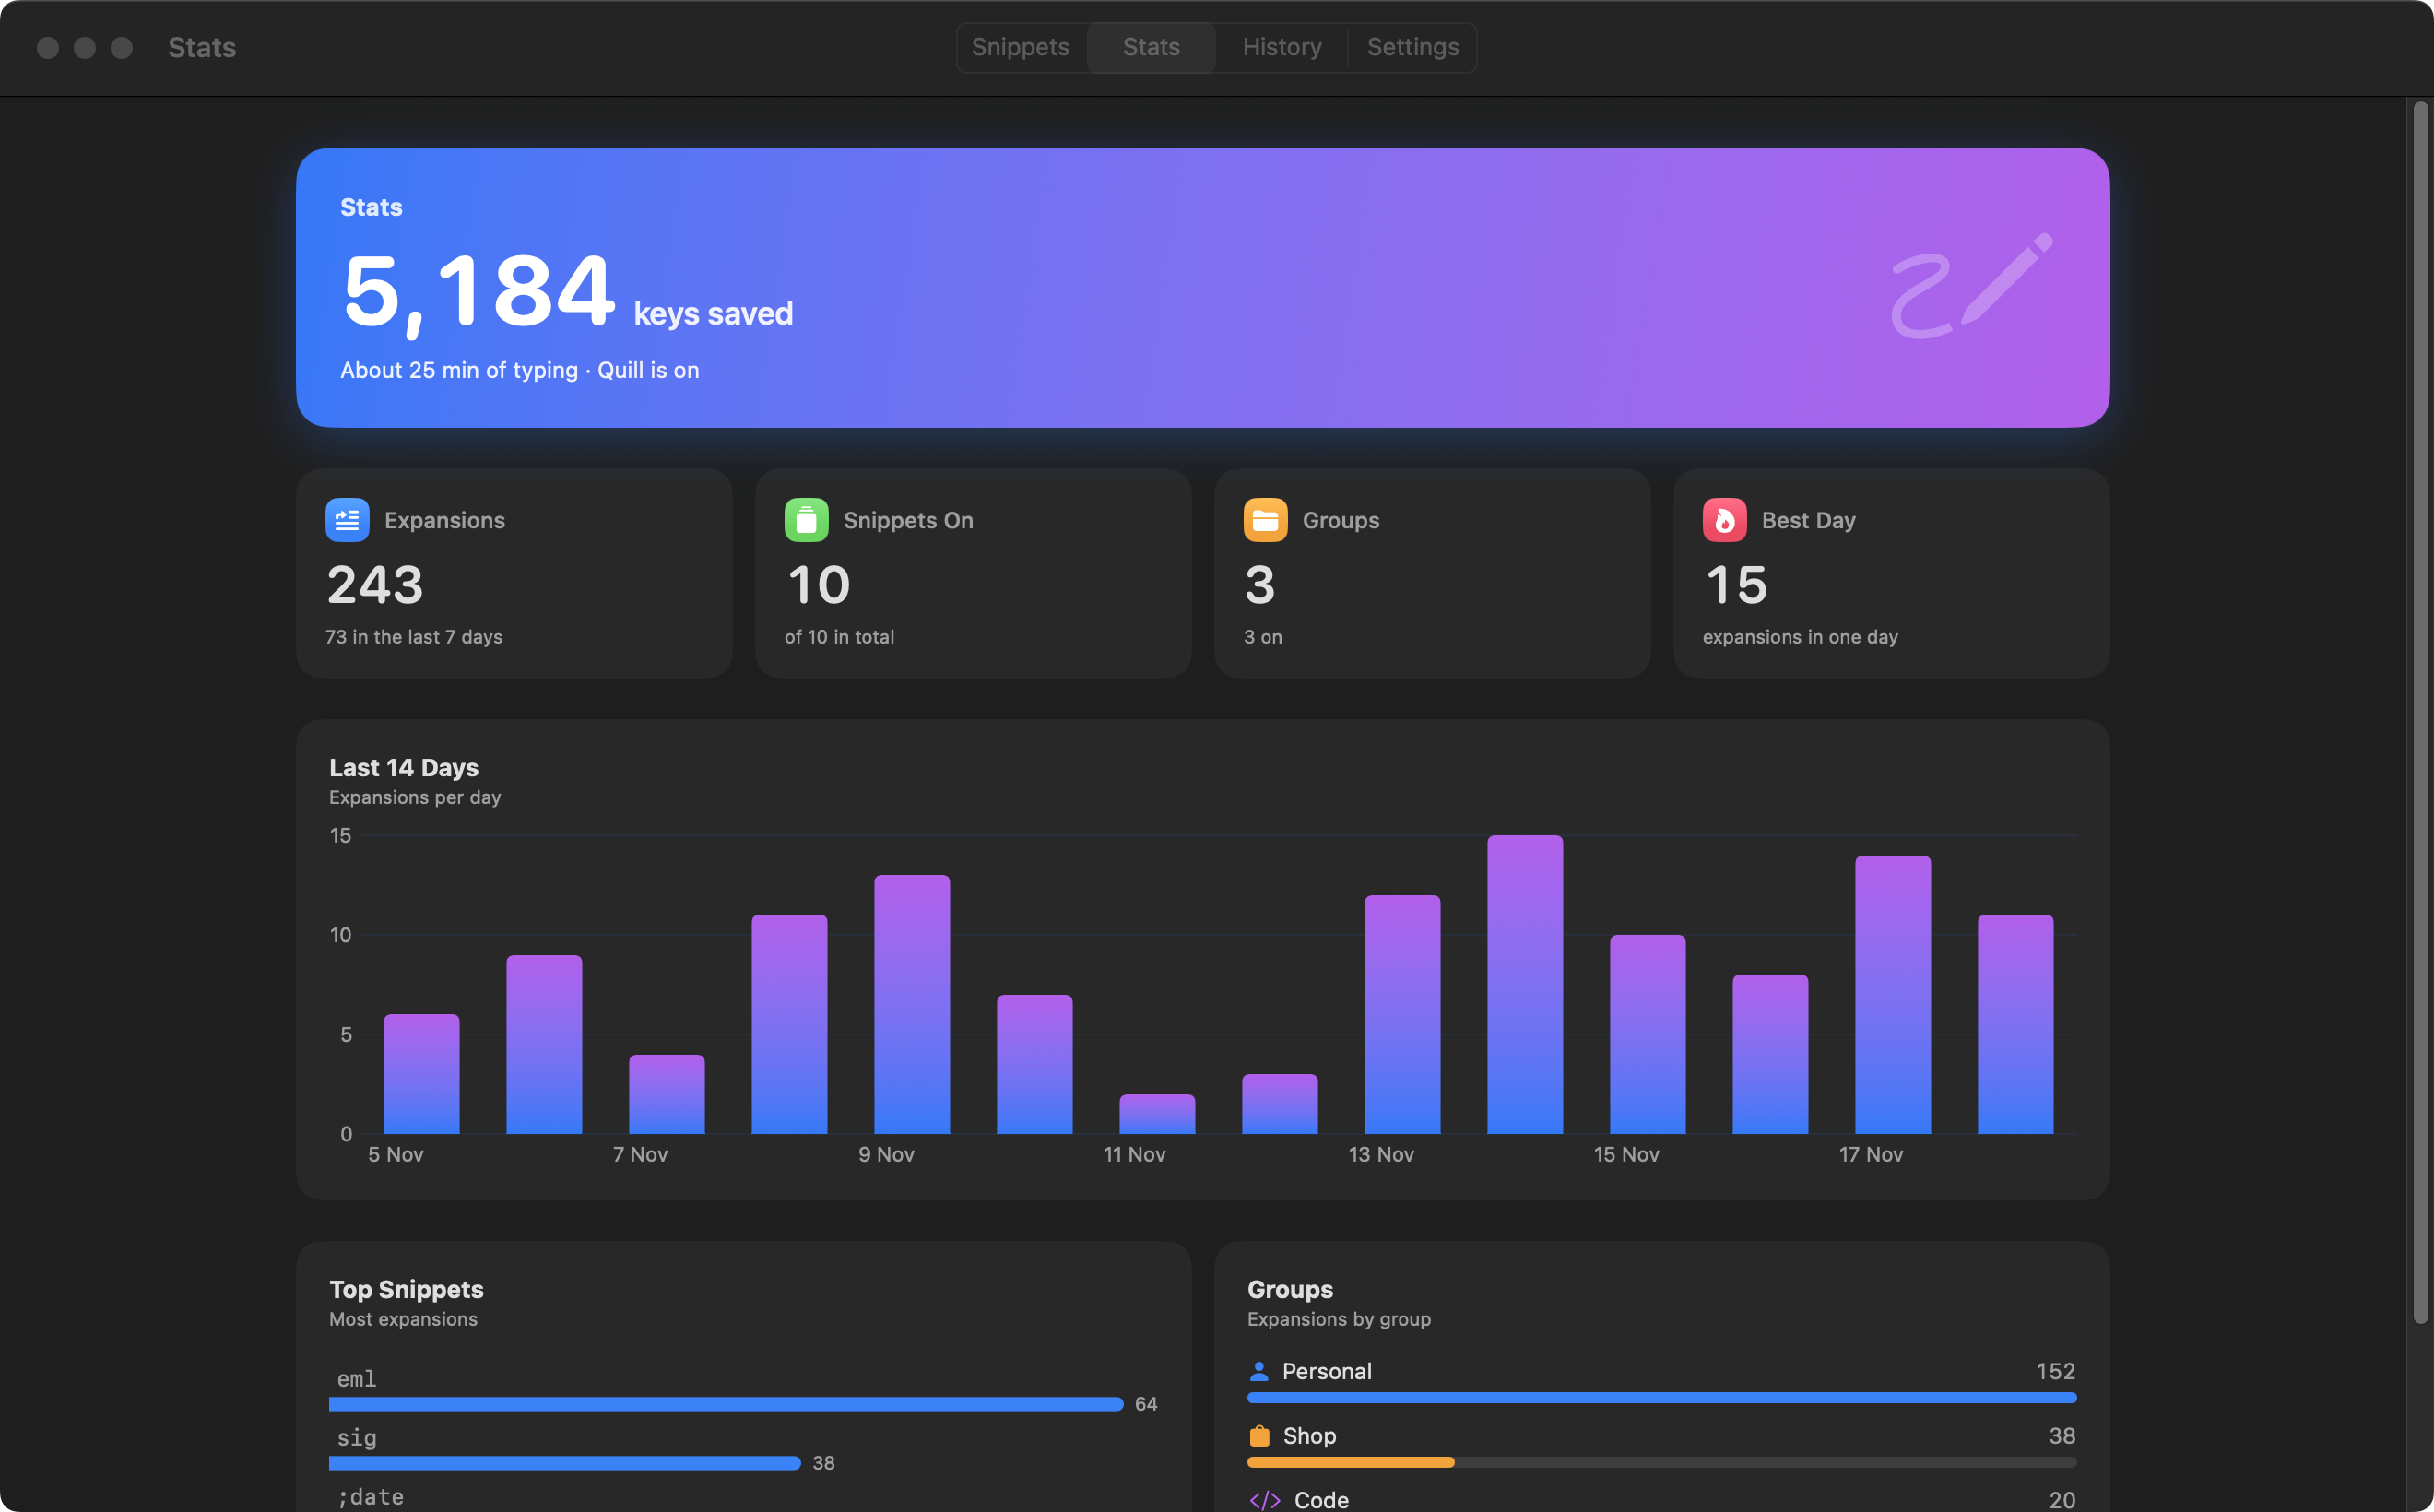 Stats
Snippets
Stats
History
Settings
Stats
5,184 keys saved
About 25 min of typing · Quill is on
Expansions
243
73 in the last 7 days
Snippets On
10
of 10 in total
Groups
3
3 on
Best Day
15
expansions in one day
Last 14 Days
Expansions per day
15
10
5
0
5 Nov
7 Nov
9 Nov
11 Nov
13 Nov
15 Nov
17 Nov
Top Snippets
Most expansions
eml
64
sig
38
;date
Groups
Expansions by group
Personal
152
Shop
38
Code
20